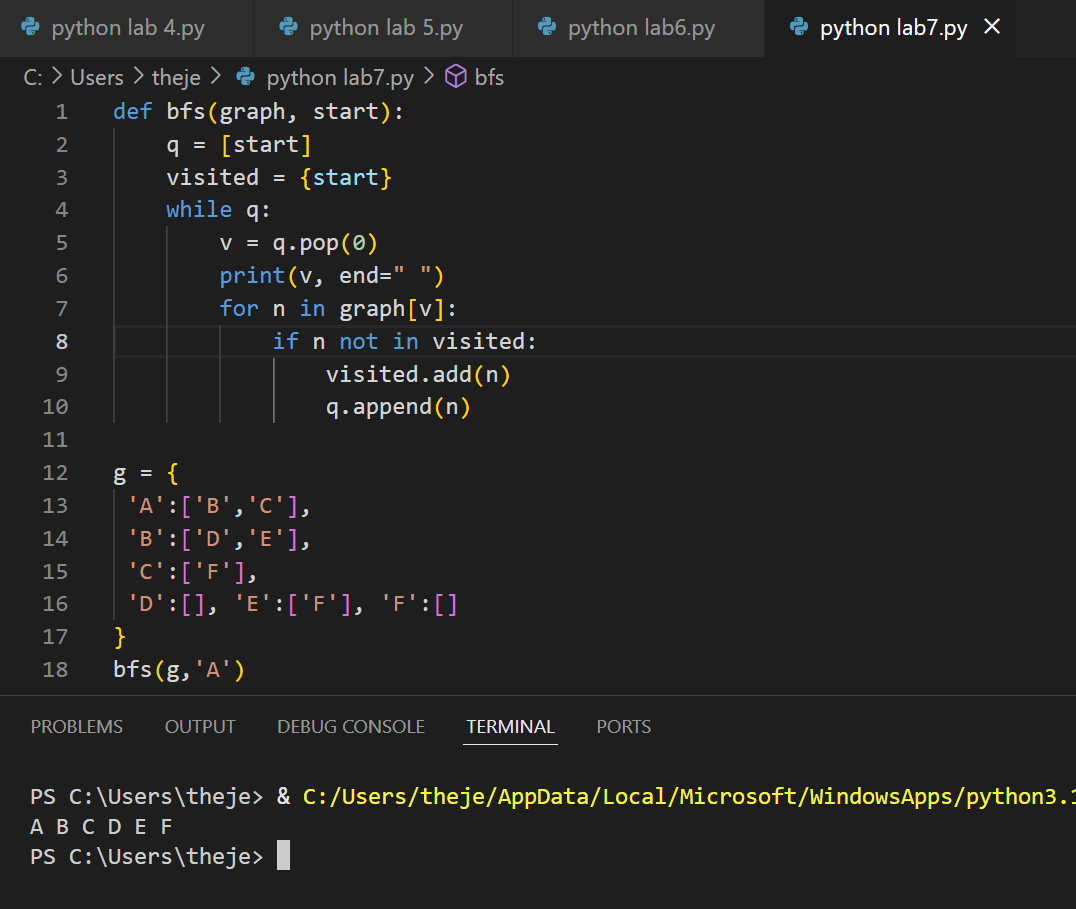 python lab 4.py python lab 5.py python lab6.py python lab7.py ×
C: > Users > theje > python lab7.py > bfs
1 def bfs(graph, start):
2     q = [start]
3     visited = {start}
4     while q:
5         v = q.pop(0)
6         print(v, end=" ")
7         for n in graph[v]:
8             if n not in visited:
9                 visited.add(n)
10                 q.append(n)
11
12 g = {
13  'A':['B','C'],
14  'B':['D','E'],
15  'C':['F'],
16  'D':[], 'E':['F'], 'F':[]
17 }
18 bfs(g,'A')
PROBLEMS OUTPUT DEBUG CONSOLE TERMINAL PORTS
PS C:\Users\theje> & C:/Users/theje/AppData/Local/Microsoft/WindowsApps/python3.1
A B C D E F
PS C:\Users\theje>